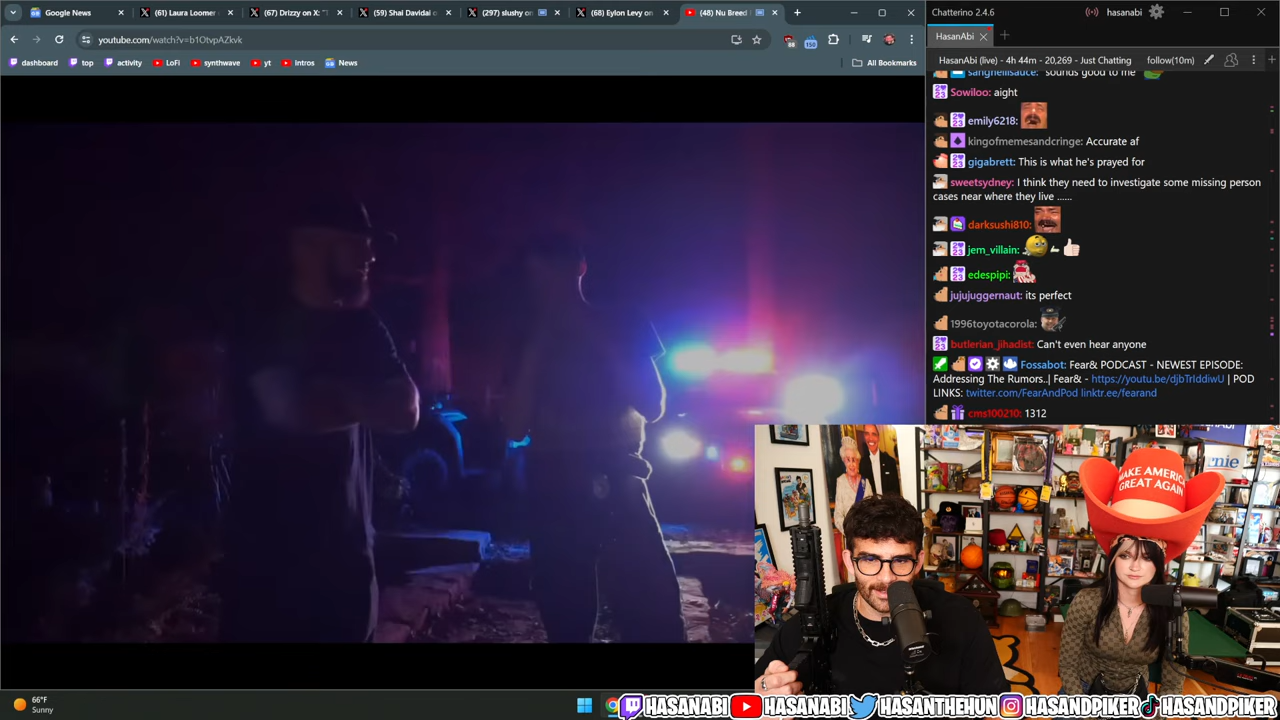 Google News
(61) Laura Loomer
(67) Drizzy on X: "
(59) Shai Davidai o
(297) slushy on
(68) Eylon Levy on
(48) Nu Breed
youtube.com/watch?v=b1OtvpAZkvk
dashboard
top
activity
LoFi
synthwave
yt
intros
News
All Bookmarks
Chatterino 2.4.6
hasanabi
HasanAbi
HasanAbi (live) - 4h 44m - 20,269 - Just Chatting
follow(10m)
sanghellisauce: sounds good to me
Sowiloo: aight
emily6218:
kingofmemesandcringe: Accurate af
gigabrett: This is what he's prayed for
sweetsydney: I think they need to investigate some missing person
cases near where they live ......
darksushi810:
jem_villain:
edespipi:
jujujuggernaut: its perfect
1996toyotacorola:
butlerian_jihadist: Can't even hear anyone
Fossabot: Fear& PODCAST - NEWEST EPISODE:
Addressing The Rumors..| Fear& - https://youtu.be/djbTrIddiwU | POD
LINKS: twitter.com/FearAndPod linktr.ee/fearand
cms100210: 1312
MAKE AMERICA
GREAT AGAIN
66°F
Sunny
HASANABI
HASANABI
HASANTHEHUN
HASANDPIKER
HASANDPIKER